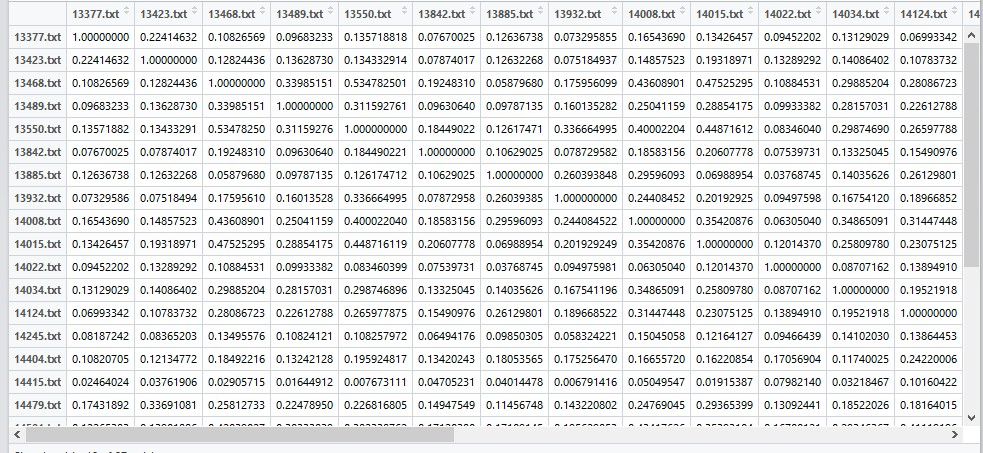 13377.txt 13423.txt 13468.txt 13489.txt 13550.txt 13842.txt 13885.txt 13932.txt 14008.txt 14015.txt 14022.txt 14034.txt 14124.txt 14
13377.txt 1.00000000 0.22414632 0.10826569 0.09683233 0.135718818 0.07670025 0.12636738 0.073295855 0.16543690 0.13426457 0.09452202 0.13129029 0.06993342
13423.txt 0.22414632 1.00000000 0.12824436 0.13628730 0.134332914 0.07874017 0.12632268 0.075184937 0.14857523 0.19318971 0.13289292 0.14086402 0.10783732
13468.txt 0.10826569 0.12824436 1.00000000 0.33985151 0.534782501 0.19248310 0.05879680 0.175956099 0.43608901 0.47525295 0.10884531 0.29885204 0.28086723
13489.txt 0.09683233 0.13628730 0.33985151 1.00000000 0.311592761 0.09630640 0.09787135 0.160135282 0.25041159 0.28854175 0.09933382 0.28157031 0.22612788
13550.txt 0.13571882 0.13433291 0.53478250 0.31159276 1.000000000 0.18449022 0.12617471 0.336664995 0.40002204 0.44871612 0.08346040 0.29874690 0.26597788
13842.txt 0.07670025 0.07874017 0.19248310 0.09630640 0.184490221 1.00000000 0.10629025 0.078729582 0.18583156 0.20607778 0.07539731 0.13325045 0.15490976
13885.txt 0.12636738 0.12632268 0.05879680 0.09787135 0.126174712 0.10629025 1.00000000 0.260393848 0.29596093 0.06988954 0.03768745 0.14035626 0.26129801
13932.txt 0.07329586 0.07518494 0.17595610 0.16013528 0.336664995 0.07872958 0.26039385 1.000000000 0.24408452 0.20192925 0.09497598 0.16754120 0.18966852
14008.txt 0.16543690 0.14857523 0.43608901 0.25041159 0.400022040 0.18583156 0.29596093 0.244084522 1.00000000 0.35420876 0.06305040 0.34865091 0.31447448
14015.txt 0.13426457 0.19318971 0.47525295 0.28854175 0.448716119 0.20607778 0.06988954 0.201929249 0.35420876 1.00000000 0.12014370 0.25809780 0.23075125
14022.txt 0.09452202 0.13289292 0.10884531 0.09933382 0.083460399 0.07539731 0.03768745 0.094975981 0.06305040 0.12014370 1.00000000 0.08707162 0.13894910
14034.txt 0.13129029 0.14086402 0.29885204 0.28157031 0.298746896 0.13325045 0.14035626 0.167541196 0.34865091 0.25809780 0.08707162 1.00000000 0.19521918
14124.txt 0.06993342 0.10783732 0.28086723 0.22612788 0.265977875 0.15490976 0.26129801 0.189668522 0.31447448 0.23075125 0.13894910 0.19521918 1.00000000
14245.txt 0.08187242 0.08365203 0.13495576 0.10824121 0.108257972 0.06494176 0.09850305 0.058324221 0.15045058 0.12164127 0.09466439 0.14102030 0.13864453
14404.txt 0.10820705 0.12134772 0.18492216 0.13242128 0.195924817 0.13420243 0.18053565 0.175256470 0.16655720 0.16220854 0.17056904 0.11740025 0.24220006
14415.txt 0.02464024 0.03761906 0.02905715 0.01644912 0.007673111 0.04705231 0.04014478 0.006791416 0.05049547 0.01915387 0.07982140 0.03218467 0.10160422
14479.txt 0.17431892 0.33691081 0.25812733 0.22478950 0.226816805 0.14947549 0.11456748 0.143220802 0.24769045 0.29365399 0.13092441 0.18522026 0.18164015